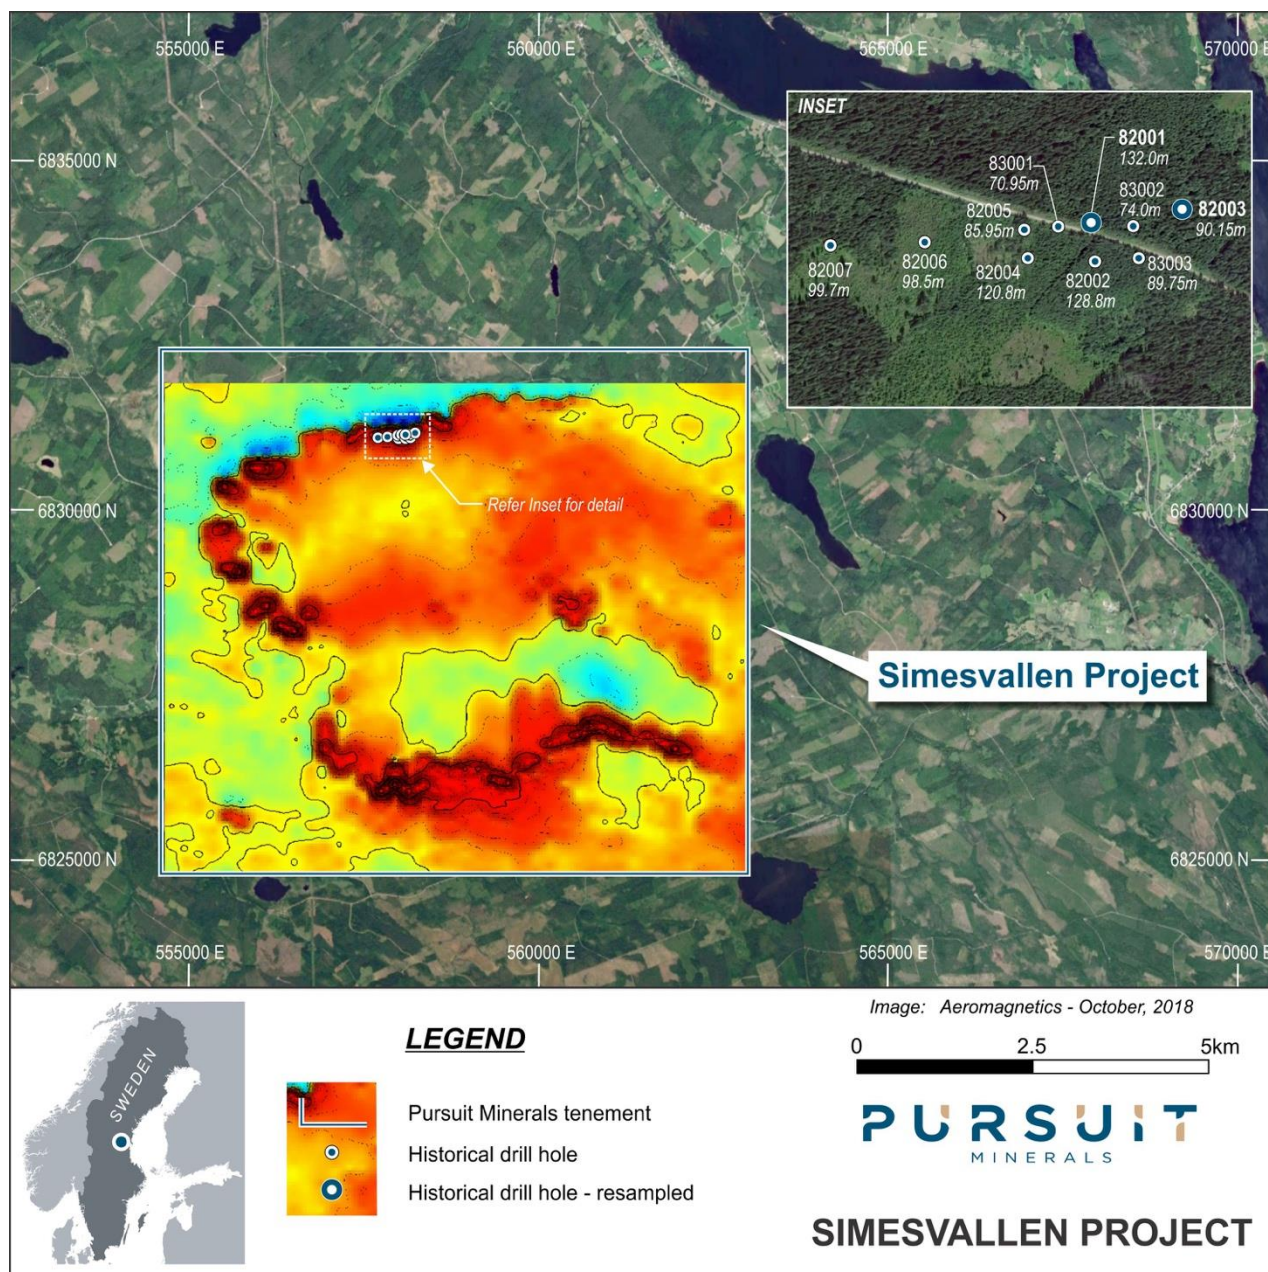 555000 E
560000 E
565000 E
570000 E
6835000 N
INSET
82001
132.0m
83001
70.95m
83002
74.0m
82003
90.15m
82005
85.95m
82007
99.7m
82006
98.5m
82004
120.8m
82002
128.8m
83003
89.75m
Refer Inset for detail
6830000 N
6830000 N
Simesvallen Project
6825000 N
6825000 N
555000 E
560000 E
565000 E
570000 E
SWEDEN
LEGEND
Pursuit Minerals tenement
Historical drill hole
Historical drill hole - resampled
Image: Aeromagnetics - October, 2018
0
2.5
5km
PURSUIT
MINERALS
SIMESVALLEN PROJECT